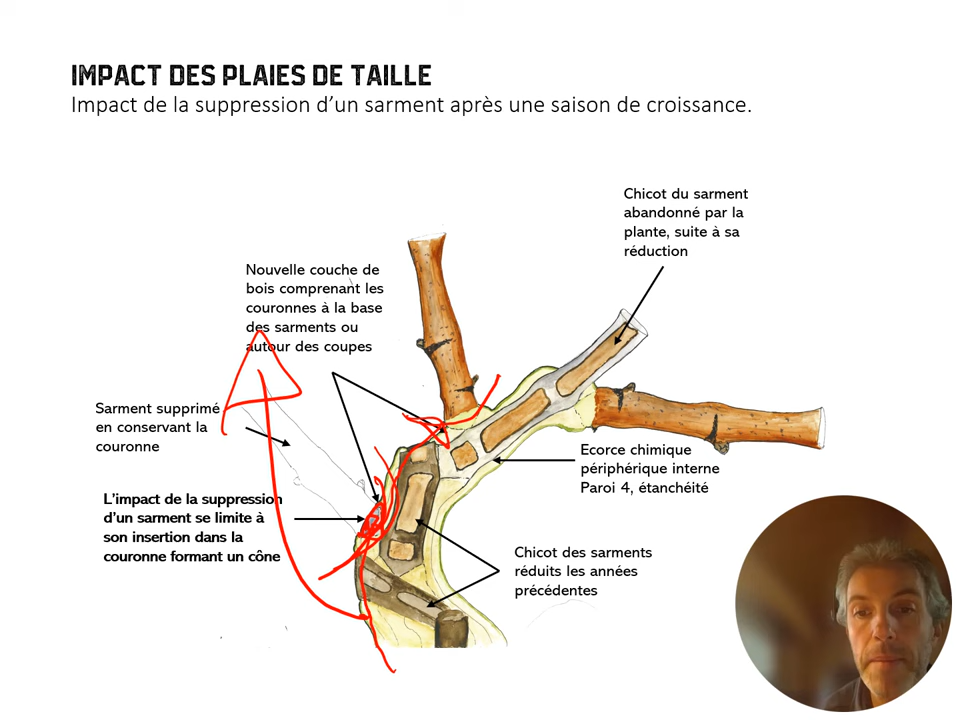 IMPACT DES PLAIES DE TAILLE
Impact de la suppression d’un sarment après une saison de croissance.
Chicot du sarment
abandonné par la
plante, suite à sa
réduction
Nouvelle couche de
bois comprenant les
couronnes à la base
des sarments ou
autour des coupes
Sarment supprimé
en conservant la
couronne
Ecorce chimique
périphérique interne
Paroi 4, étanchéité
L’impact de la suppression
d’un sarment se limite à
son insertion dans la
couronne formant un cône
Chicot des sarments
réduits les années
précédentes